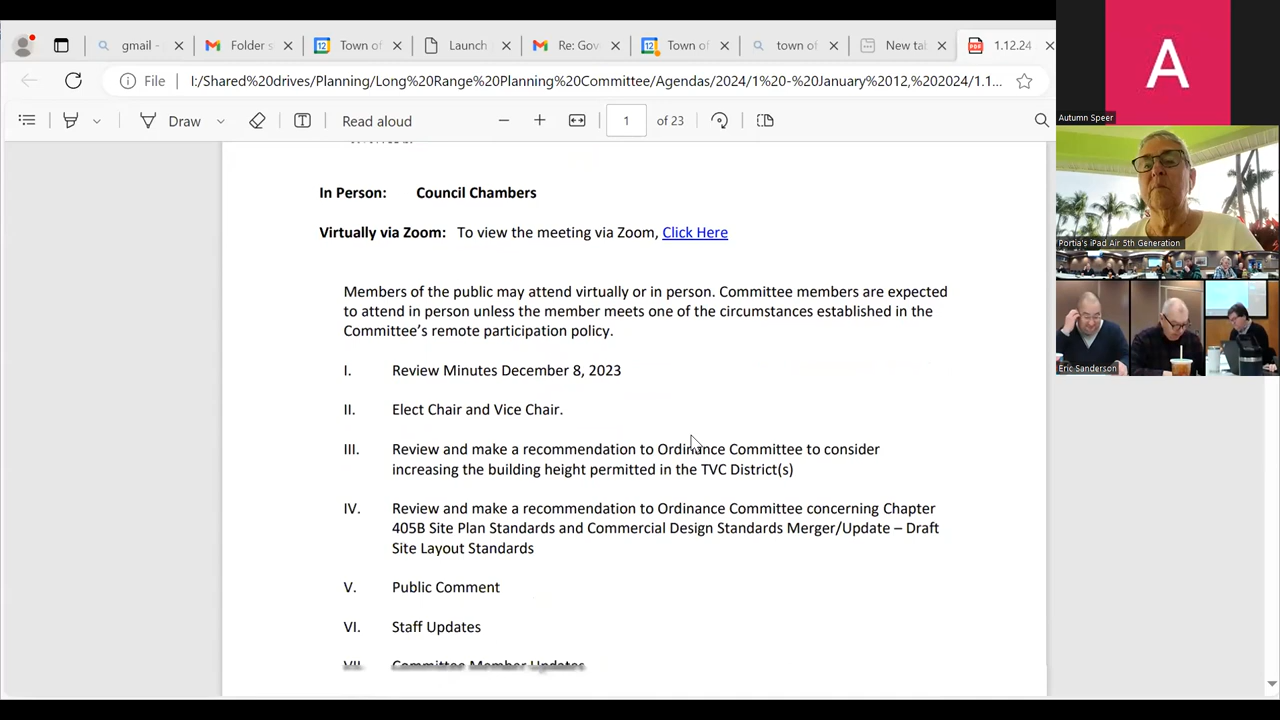 gmail -
Folder s
Town of
Launch
Re: Gov
Town of
town of
New tab
1.12.24
File
I:/Shared%20drives/Planning/Long%20Range%20Planning%20Committee/Agendas/2024/1%20-%20January%2012,%202024/1.1...
Draw
Read aloud
1
of 23
In Person: Council Chambers
Virtually via Zoom: To view the meeting via Zoom, Click Here
Members of the public may attend virtually or in person. Committee members are expected
to attend in person unless the member meets one of the circumstances established in the
Committee's remote participation policy.
I. Review Minutes December 8, 2023
II. Elect Chair and Vice Chair.
III. Review and make a recommendation to Ordinance Committee to consider
increasing the building height permitted in the TVC District(s)
IV. Review and make a recommendation to Ordinance Committee concerning Chapter
405B Site Plan Standards and Commercial Design Standards Merger/Update – Draft
Site Layout Standards
V. Public Comment
VI. Staff Updates
VII. Committee Member Updates
A
Autumn Speer
Portia's iPad Air 5th Generation
Eric Sanderson